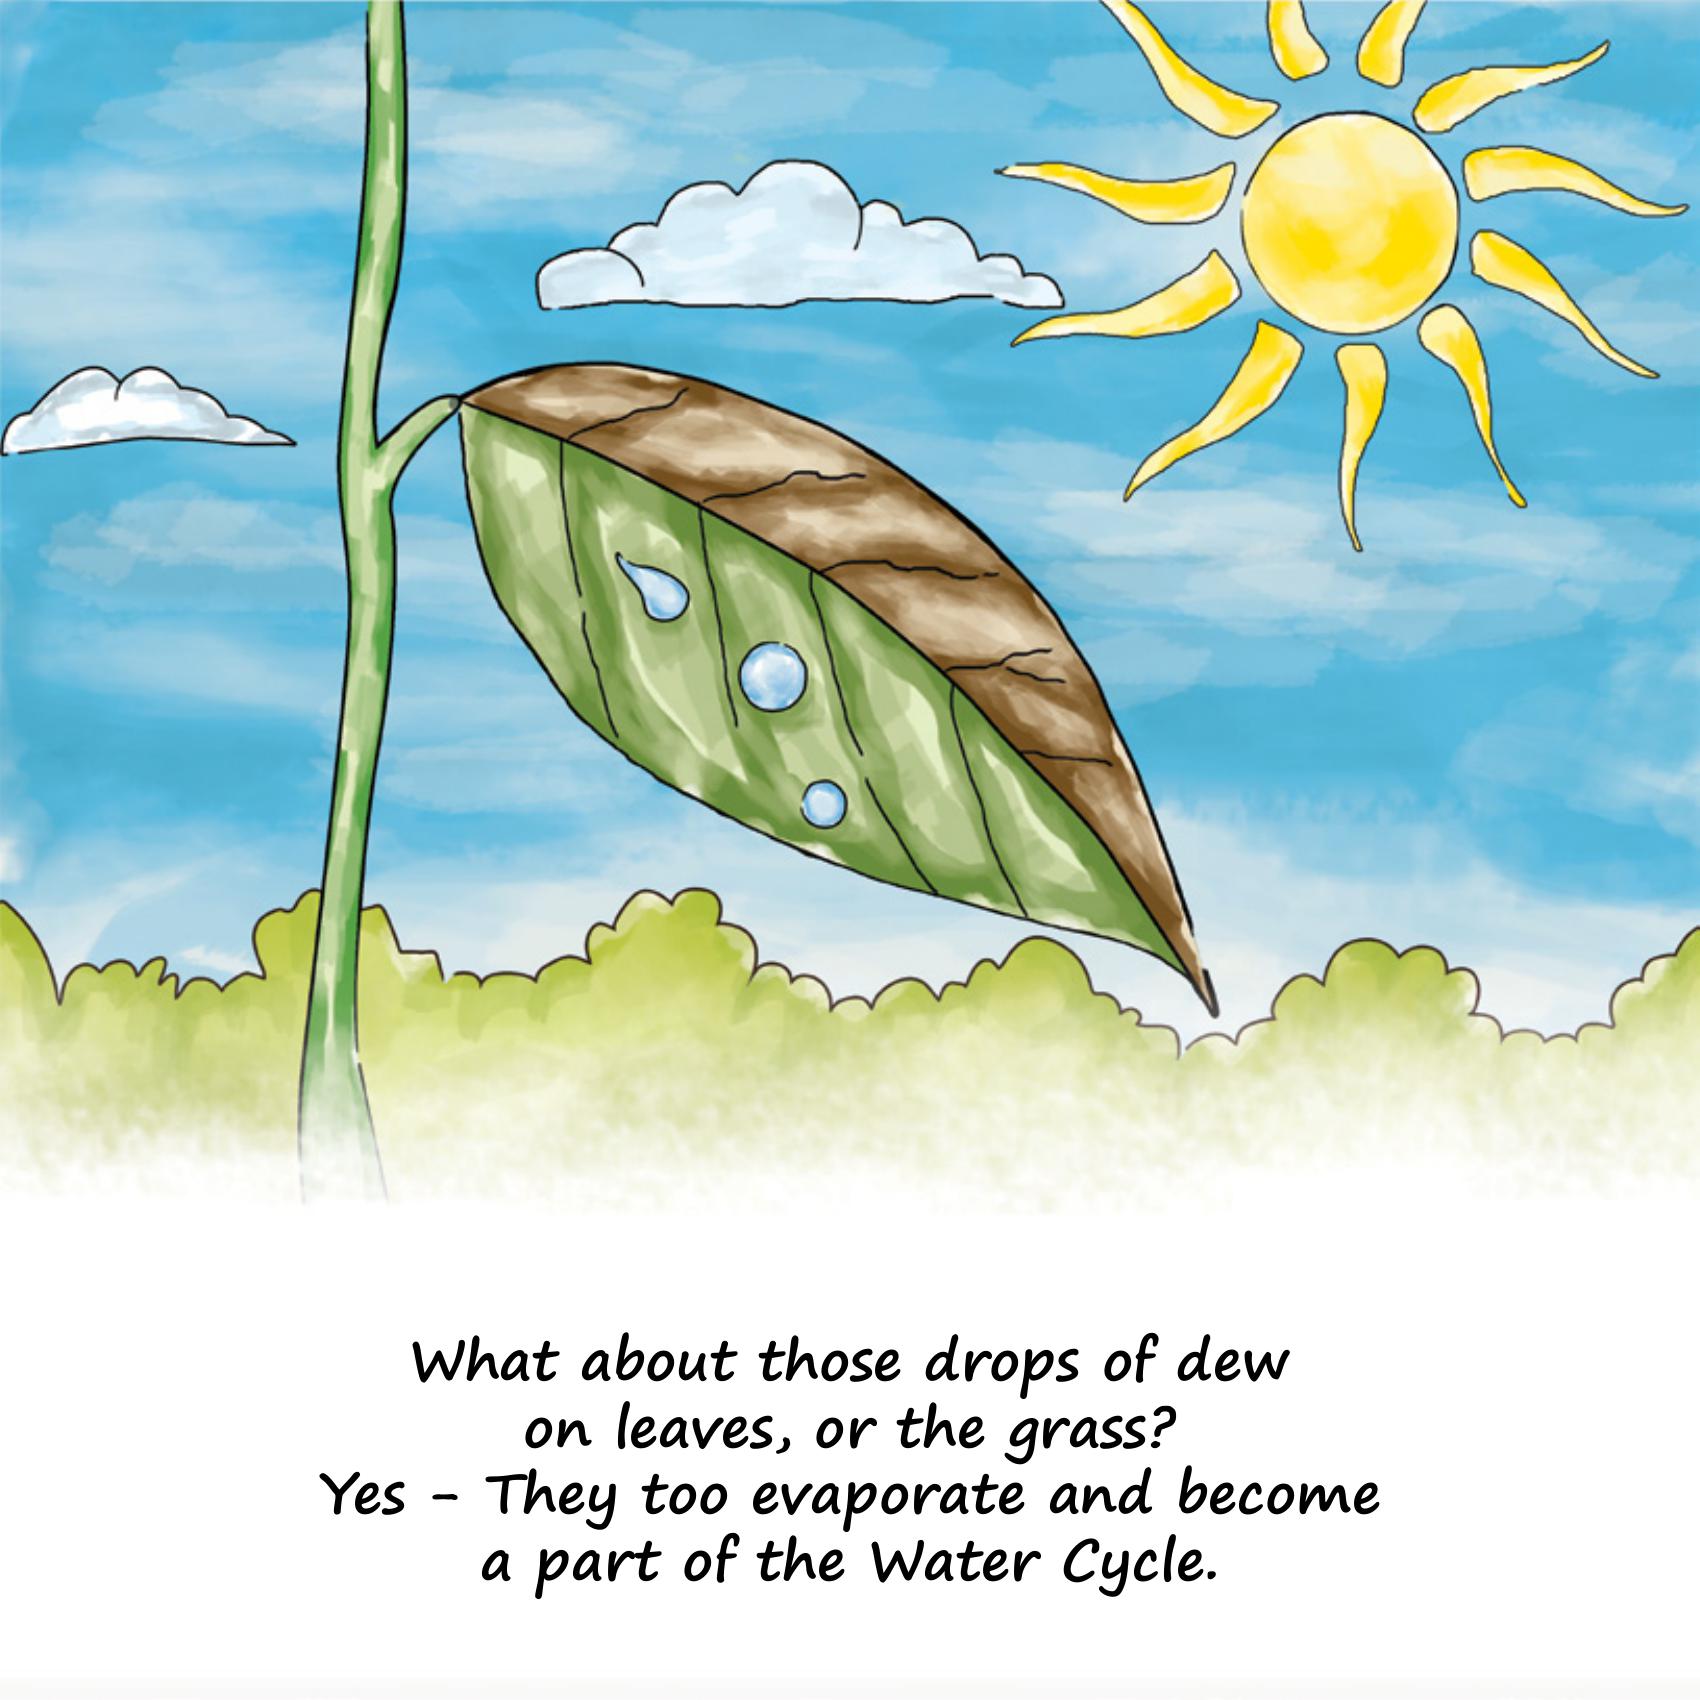 What about those drops of dew
on leaves, or the grass?
Yes - They too evaporate and become
a part of the Water Cycle.